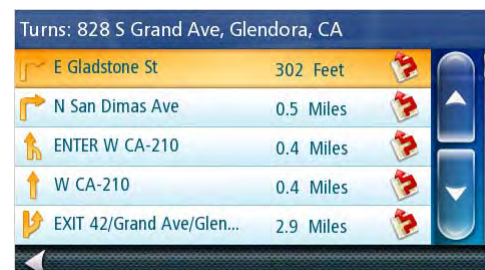 Turns: 828 S Grand Ave, Glendora, CA
E Gladstone St 302 Feet
N San Dimas Ave 0.5 Miles
ENTER W CA-210 0.4 Miles
W CA-210 0.4 Miles
EXIT 42/Grand Ave/Glen... 2.9 Miles